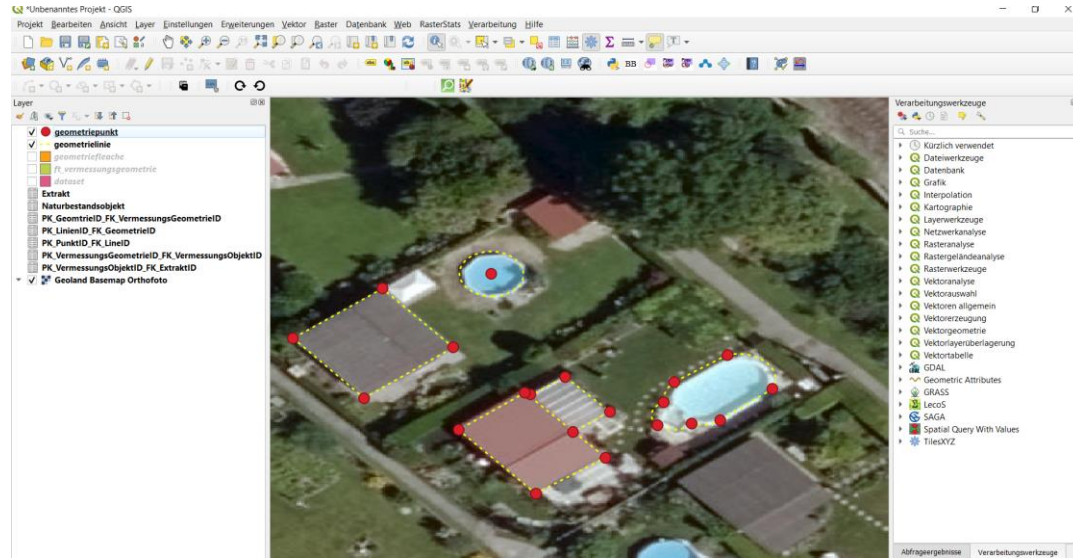 *Unbenanntes Projekt - QGIS
Projekt Bearbeiten Ansicht Layer Einstellungen Erweiterungen Vektor Raster Datenbank Web RasterStats Verarbeitung Hilfe
BB
Layer
geometriepunkt
geometrielinie
geometrieflaeche
ft_vermessungsgeometrie
dataset
Extrakt
Naturbestandsobjekt
PK_GeomtrieID_FK_VermessungsGeometrieID
PK_LinienID_FK_GeometrieID
PK_PunktID_FK_LineID
PK_VermessungsGeometrieID_FK_VermessungsObjektID
PK_VermessungsObjektID_FK_ExtraktID
Geoland Basemap Orthofoto
Verarbeitungswerkzeuge
Suche...
Kürzlich verwendet
Dateiwerkzeuge
Datenbank
Grafik
Interpolation
Kartographie
Layerwerkzeuge
Netzwerkanalyse
Rasteranalyse
Rastergeländeanalyse
Rasterwerkzeuge
Vektoranalyse
Vektorauswahl
Vektoren allgemein
Vektorerzeugung
Vektorgeometrie
Vektorlayerüberlagerung
Vektortabelle
GDAL
Geometric Attributes
GRASS
LecoS
SAGA
Spatial Query With Values
TilesXYZ
Abfrageergebnisse Verarbeitungswerkzeuge